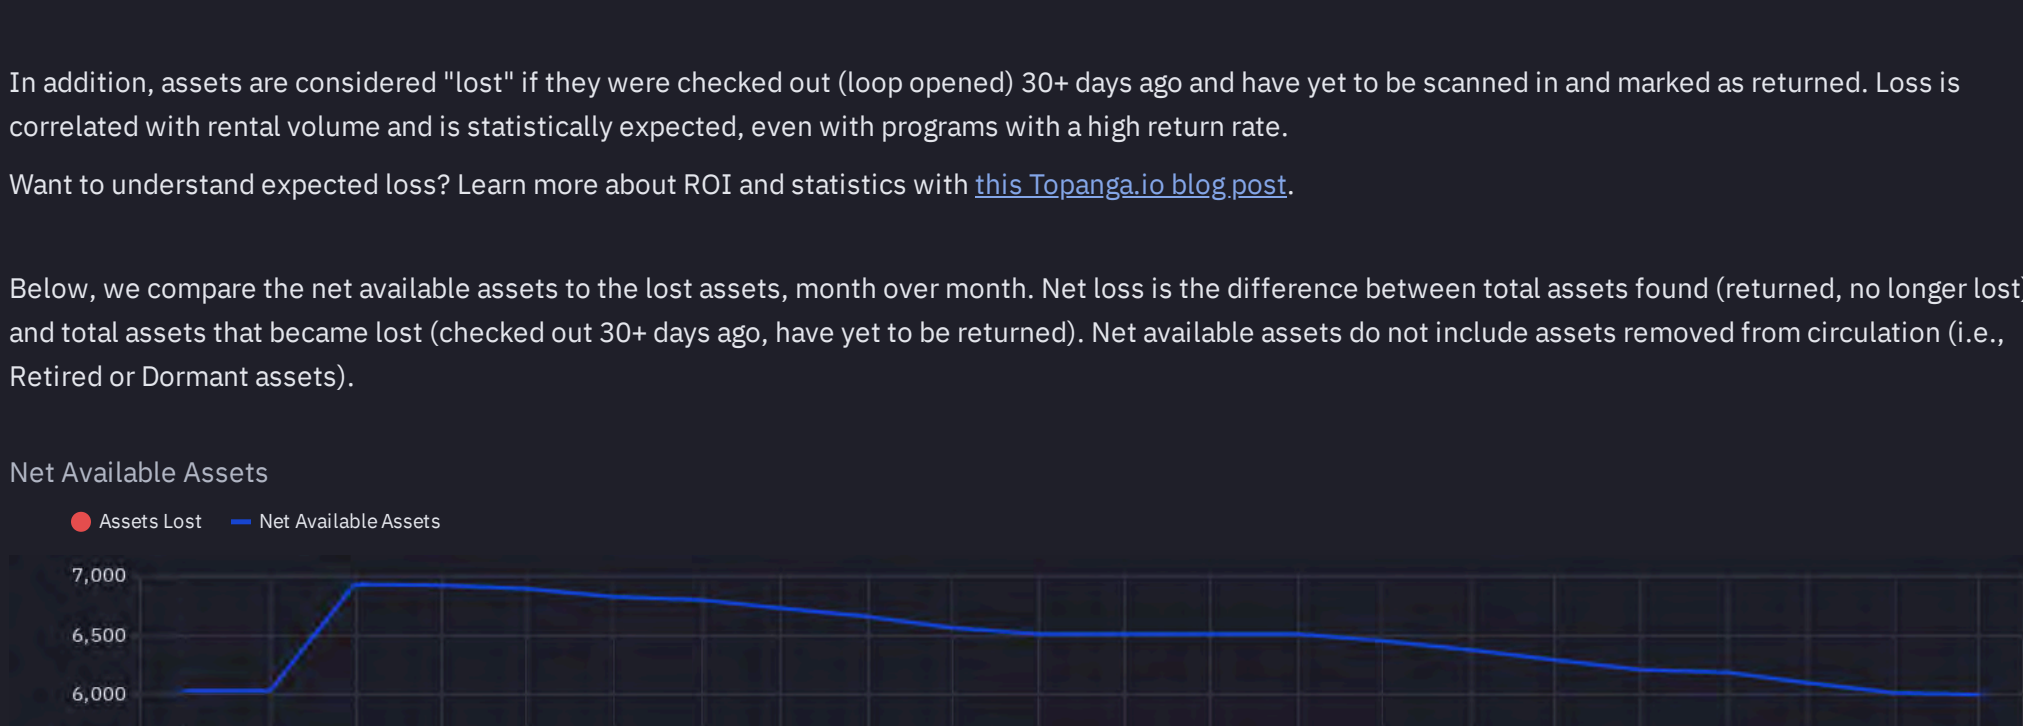 In addition, assets are considered "lost" if they were checked out (loop opened) 30+ days ago and have yet to be scanned in and marked as returned. Loss is
correlated with rental volume and is statistically expected, even with programs with a high return rate.
Want to understand expected loss? Learn more about ROI and statistics with this Topanga.io blog post.
Below, we compare the net available assets to the lost assets, month over month. Net loss is the difference between total assets found (returned, no longer lost)
and total assets that became lost (checked out 30+ days ago, have yet to be returned). Net available assets do not include assets removed from circulation (i.e.,
Retired or Dormant assets).
Net Available Assets
Assets Lost Net Available Assets
7,000
6,500
6,000